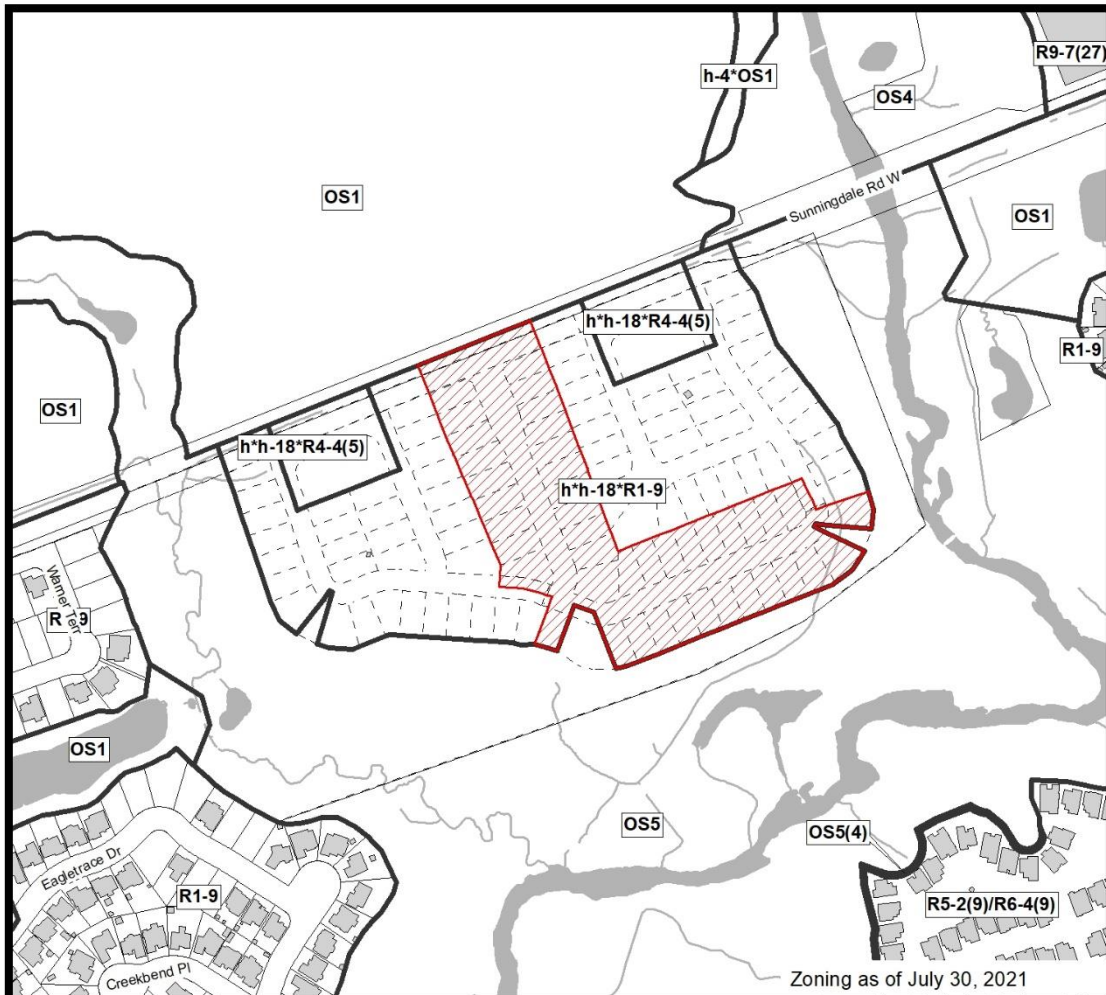 R9-7(27)
h-4*OS1
OS4
OS1
Sunningdale Rd W
OS1
h*h-18*R4-4(5)
R1-9
OS1
h*h-18*R4-4(5)
h*h-18*R1-9
Warner Terr
R 9
OS1
OS5
OS5(4)
Eagletrace Dr
R1-9
R5-2(9)/R6-4(9)
Creekbend Pl
Zoning as of July 30, 2021